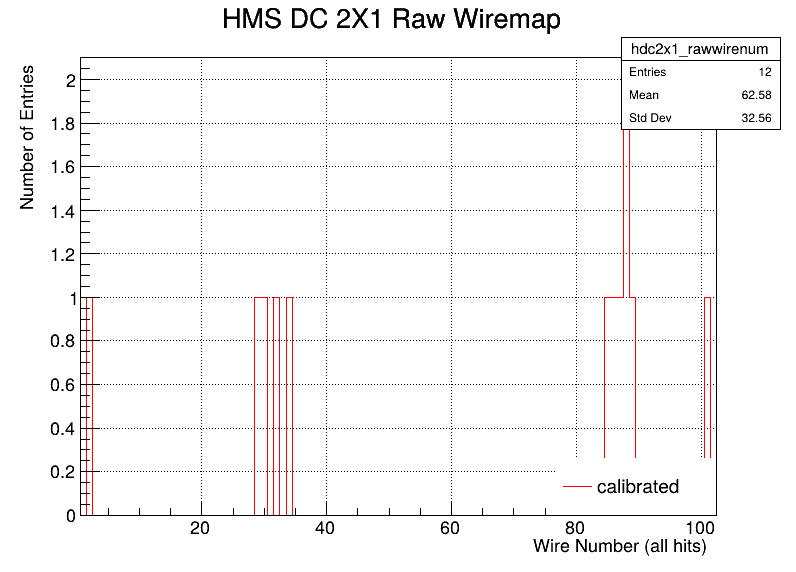 HMS DC 2X1 Raw Wiremap
hdc2x1_rawwirenum
Entries 12
Mean 62.58
Std Dev 32.56
Number of Entries
2
1.8
1.6
1.4
1.2
1
0.8
0.6
0.4
0.2
0
calibrated
20 40 60 80 100
Wire Number (all hits)